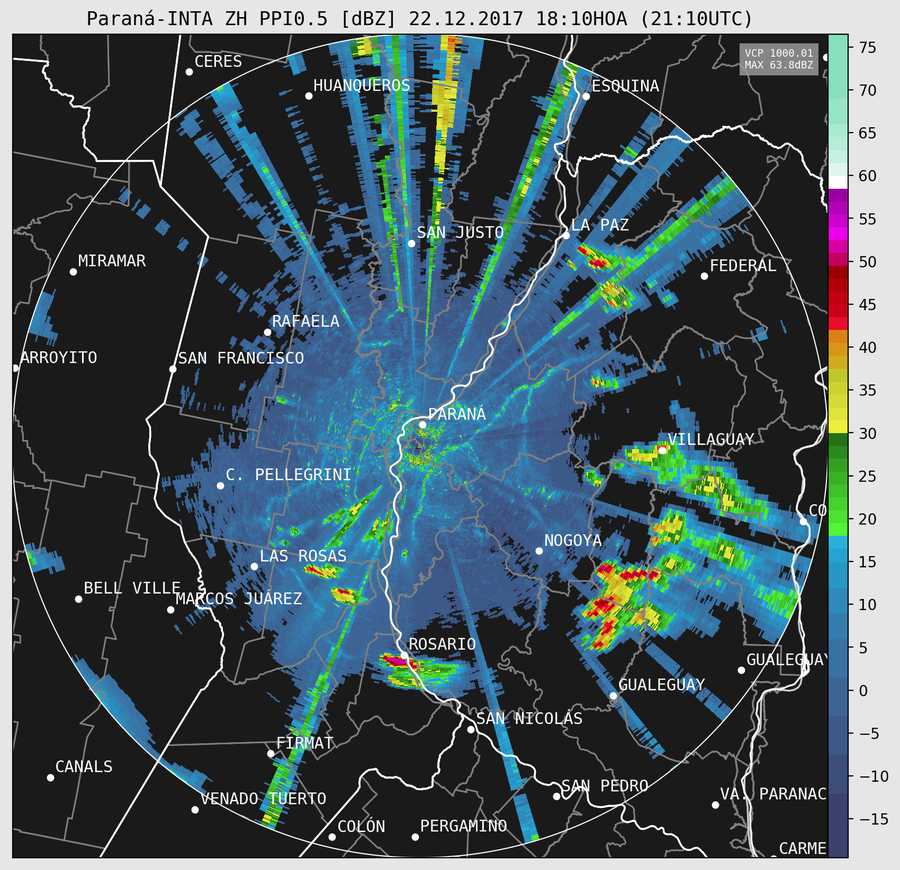 Paraná-INTA ZH PPI0.5 [dBZ] 22.12.2017 18:10HOA (21:10UTC)
VCP 1000.01
MAX 63.8dBZ
CERES
HUANQUEROS
ESQUINA
SAN JUSTO
LA PAZ
MIRAMAR
FEDERAL
RAFAELA
ARROYITO
SAN FRANCISCO
PARANÁ
VILLAGUAY
C. PELLEGRINI
CO
NOGOYA
LAS ROSAS
BELL VILLE
MARCOS JUÁREZ
ROSARIO
GUALEGUAY
GUALEGUAY
SAN NICOLÁS
FIRMAT
CANALS
SAN PEDRO
VENADO TUERTO
VA. PARANAC
COLÓN
PERGAMINO
CARME
75
70
65
60
55
50
45
40
35
30
25
20
15
10
5
0
−5
−10
−15